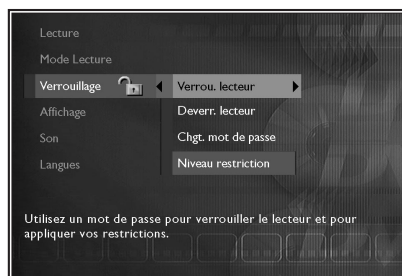 Lecture
Mode Lecture
Verrouillage
Verrou. lecteur
Affichage
Deverr. lecteur
Son
Chgt. mot de passe
Langues
Niveau restriction
Utilisez un mot de passe pour verrouiller le lecteur et pour
appliquer vos restrictions.